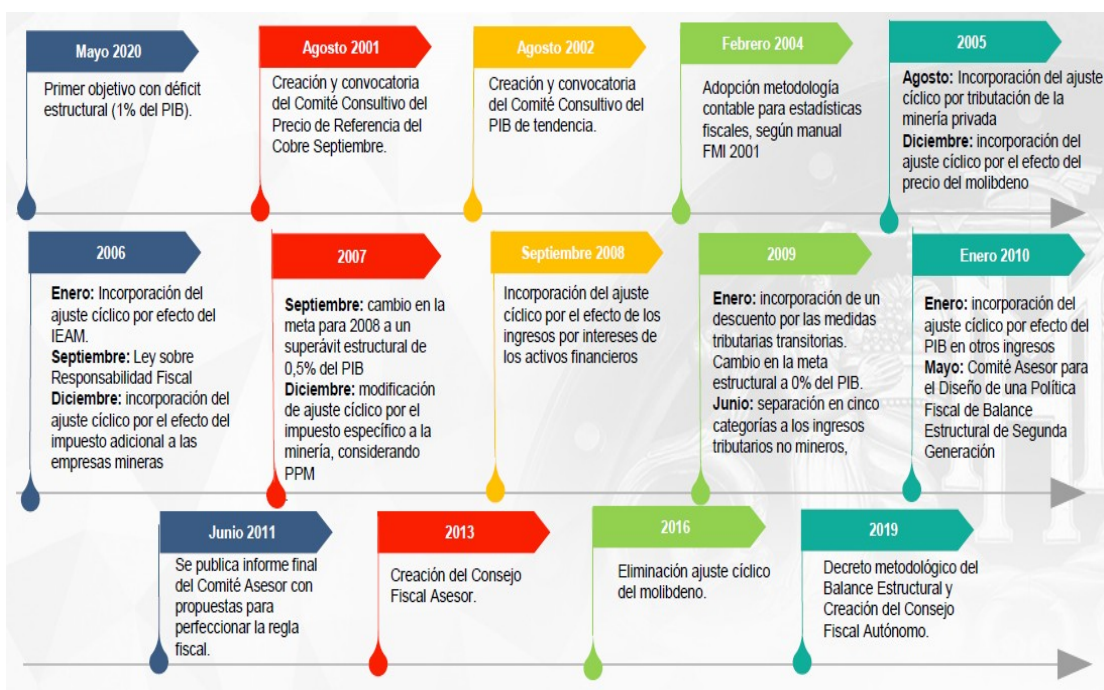 Mayo 2020
Primer objetivo con déficit
estructural (1% del PIB).
Agosto 2001
Creación y convocatoria
del Comité Consultivo del
Precio de Referencia del
Cobre Septiembre.
Agosto 2002
Creación y convocatoria
del Comité Consultivo del
PIB de tendencia.
Febrero 2004
Adopción metodología
contable para estadísticas
fiscales, según manual
FMI 2001
2005
Agosto: Incorporación del ajuste
cíclico por tributación de la
minería privada
Diciembre: incorporación del
ajuste cíclico por el efecto del
precio del molibdeno
2006
Enero: Incorporación del
ajuste cíclico por efecto del
IEAM.
Septiembre: Ley sobre
Responsabilidad Fiscal
Diciembre: incorporación del
ajuste cíclico por el efecto del
impuesto adicional a las
empresas mineras
2007
Septiembre: cambio en la
meta para 2008 a un
superávit estructural de
0,5% del PIB
Diciembre: modificación
de ajuste cíclico por el
impuesto específico a la
minería, considerando
PPM
Septiembre 2008
Incorporación del ajuste
cíclico por el efecto de los
ingresos por intereses de
los activos financieros
2009
Enero: incorporación de un
descuento por las medidas
tributarias transitorias.
Cambio en la meta
estructural a 0% del PIB.
Junio: separación en cinco
categorías a los ingresos
tributarios no mineros,
Enero 2010
Enero: incorporación del
ajuste cíclico por efecto del
PIB en otros ingresos
Mayo: Comité Asesor para
el Diseño de una Política
Fiscal de Balance
Estructural de Segunda
Generación
Junio 2011
Se publica informe final
del Comité Asesor con
propuestas para
perfeccionar la regla
fiscal.
2013
Creación del Consejo
Fiscal Asesor.
2016
Eliminación ajuste cíclico
del molibdeno.
2019
Decreto metodológico del
Balance Estructural y
Creación del Consejo
Fiscal Autónomo.